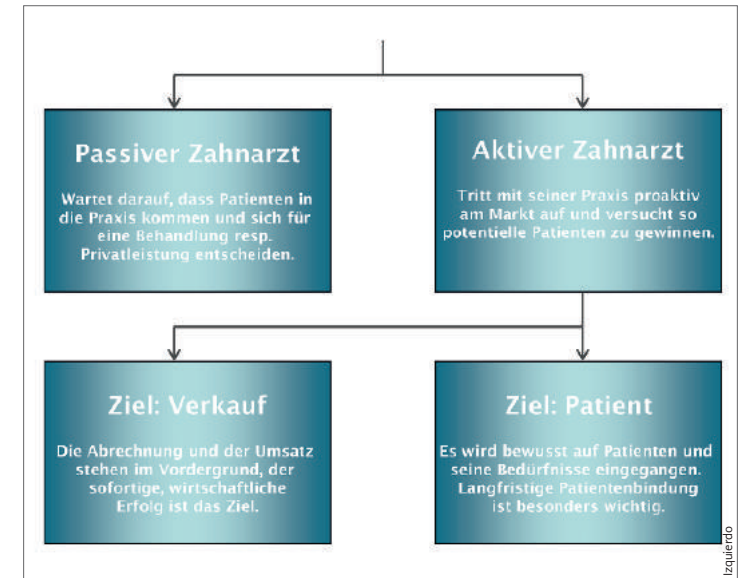 Passiver Zahnarzt
Wartet darauf, dass Patienten in
die Praxis kommen und sich für
eine Behandlung resp.
Privatleistung entscheiden.
Aktiver Zahnarzt
Tritt mit seiner Praxis proaktiv
am Markt auf und versucht so
potentielle Patienten zu gewinnen.
Ziel: Verkauf
Die Abrechnung und der Umsatz
stehen im Vordergrund, der
sofortige, wirtschaftliche
Erfolg ist das Ziel.
Ziel: Patient
Es wird bewusst auf Patienten und
seine Bedürfnisse eingegangen.
Langfristige Patientenbindung
ist besonders wichtig.
Izquierdo